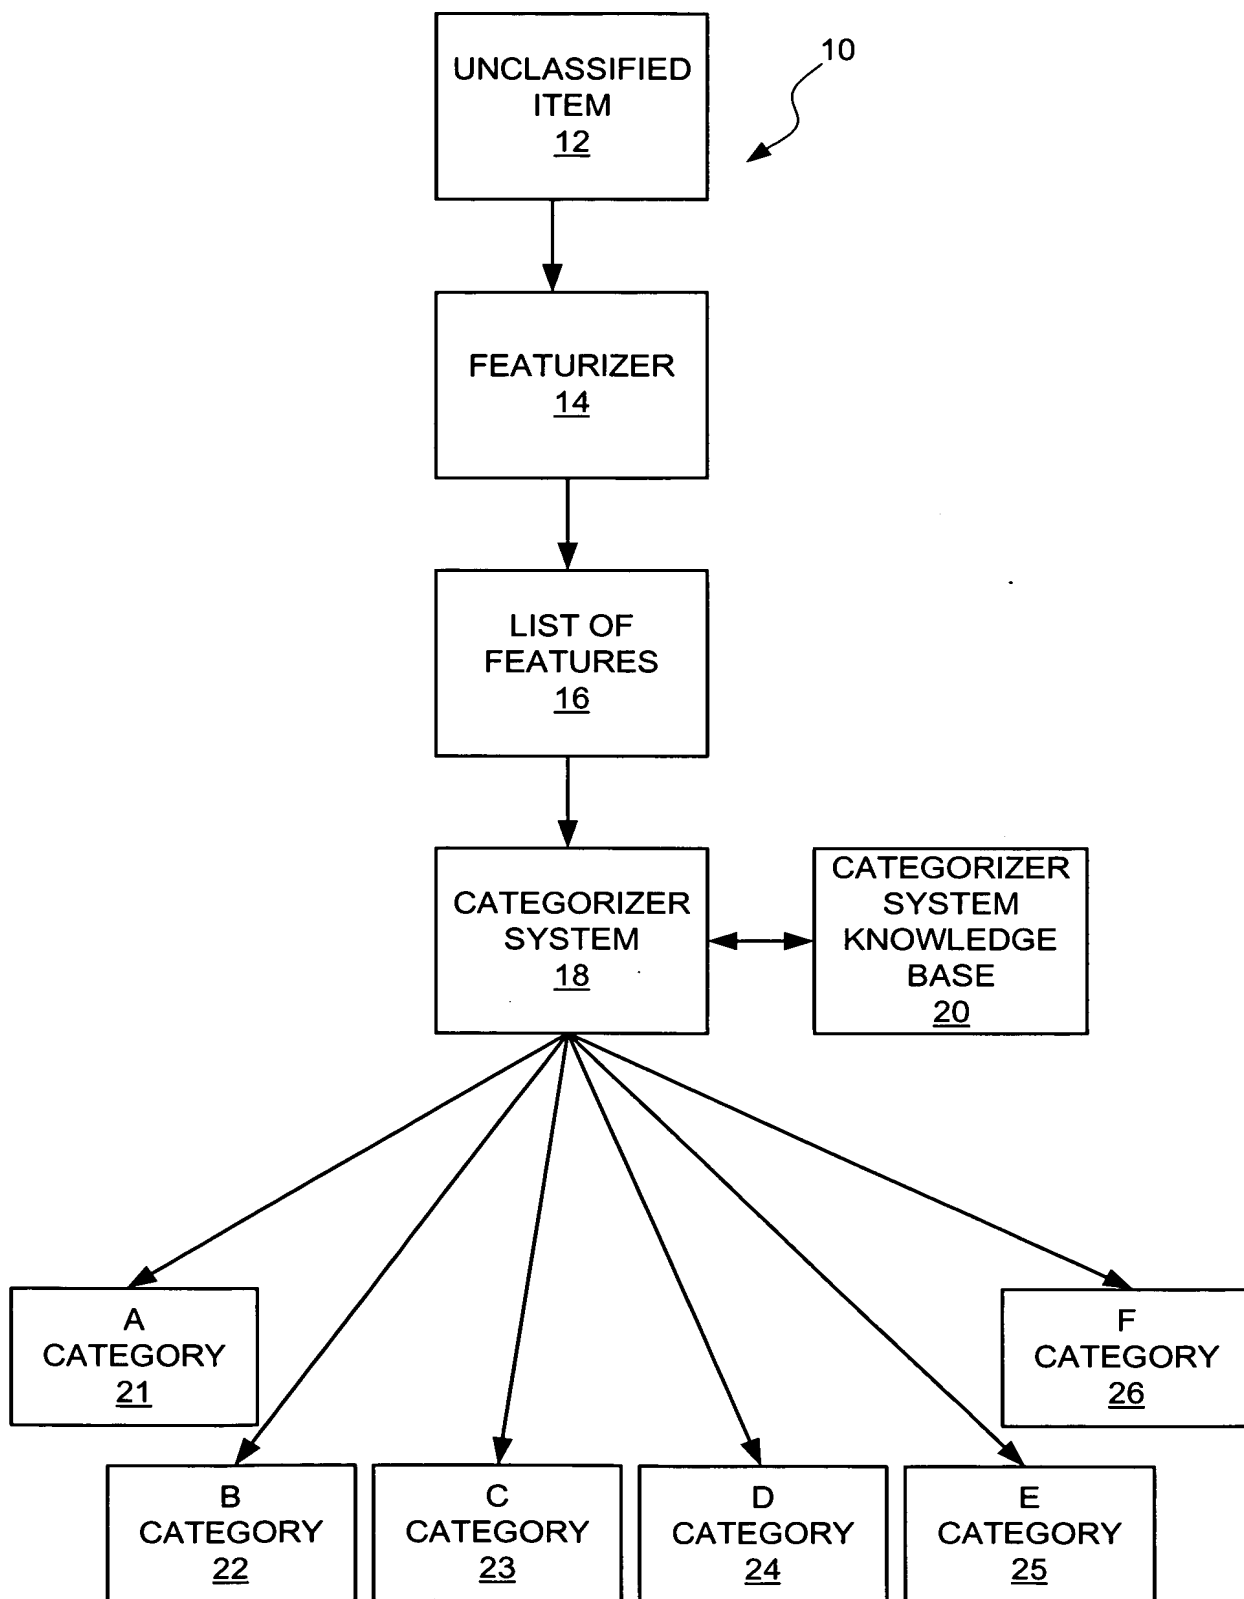 UNCLASSIFIED
ITEM
12
10
FEATURIZER
14
LIST OF
FEATURES
16
CATEGORIZER
SYSTEM
18
CATEGORIZER
SYSTEM
KNOWLEDGE
BASE
20
A
CATEGORY
21
F
CATEGORY
26
B
CATEGORY
22
C
CATEGORY
23
D
CATEGORY
24
E
CATEGORY
25